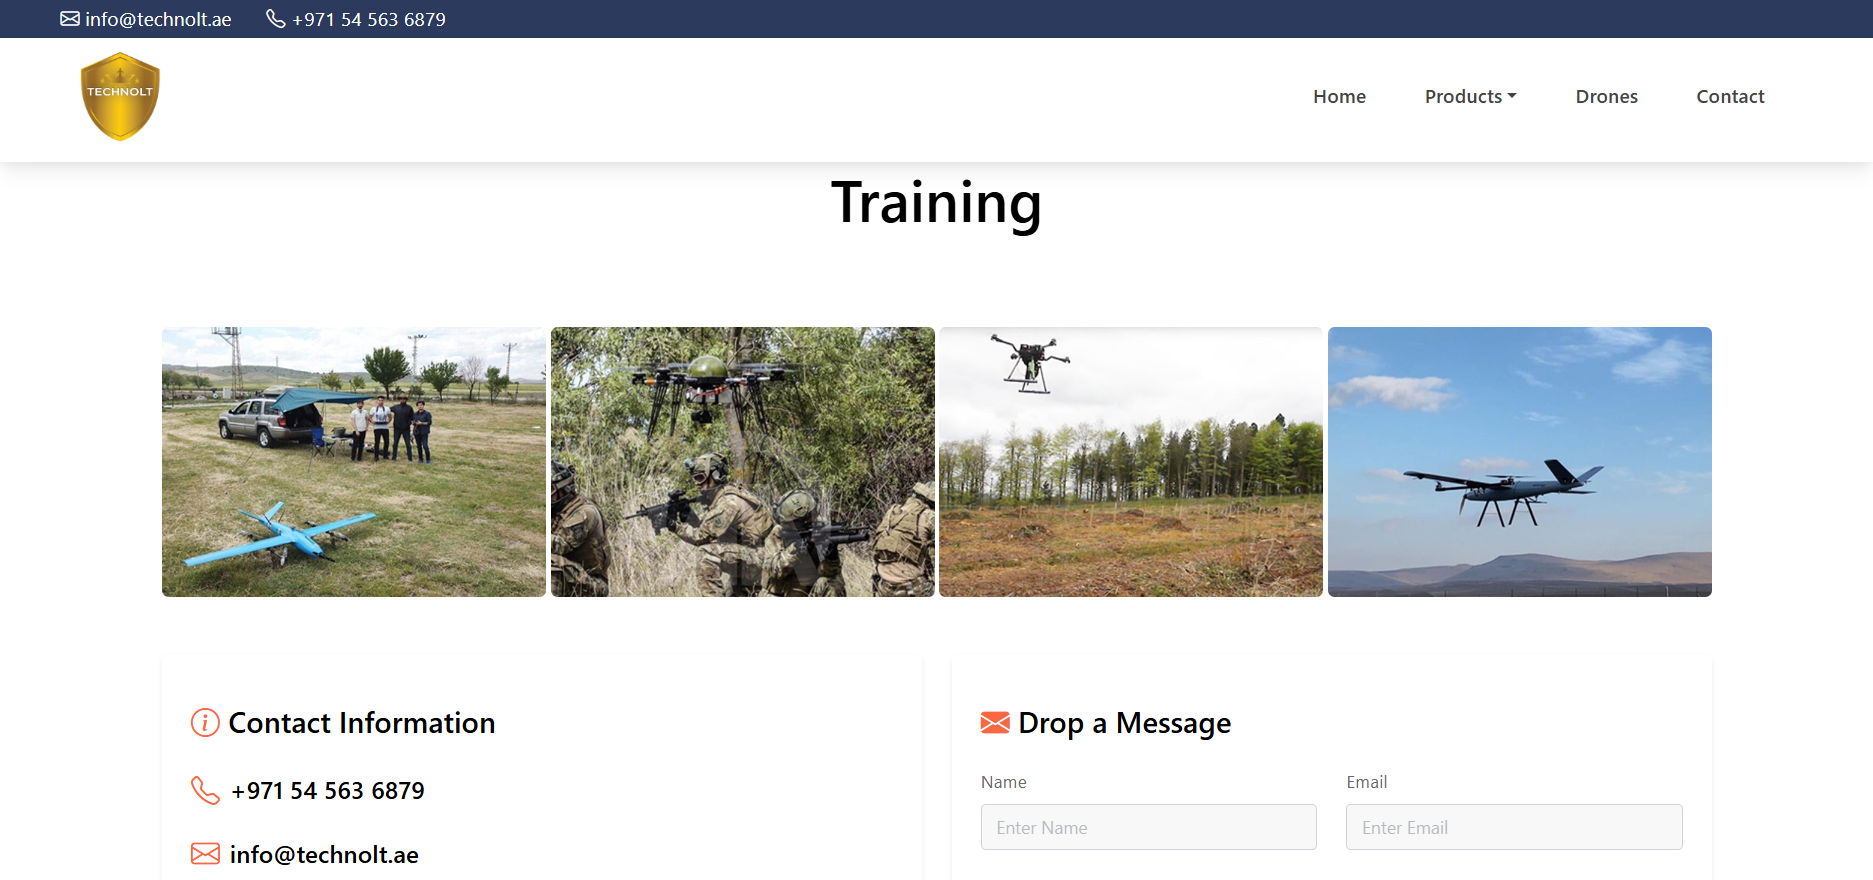 info@technolt.ae +971 54 563 6879
TECHNOLT
Home Products Drones Contact
Training
Contact Information
+971 54 563 6879
info@technolt.ae
Drop a Message
Name Email
Enter Name Enter Email